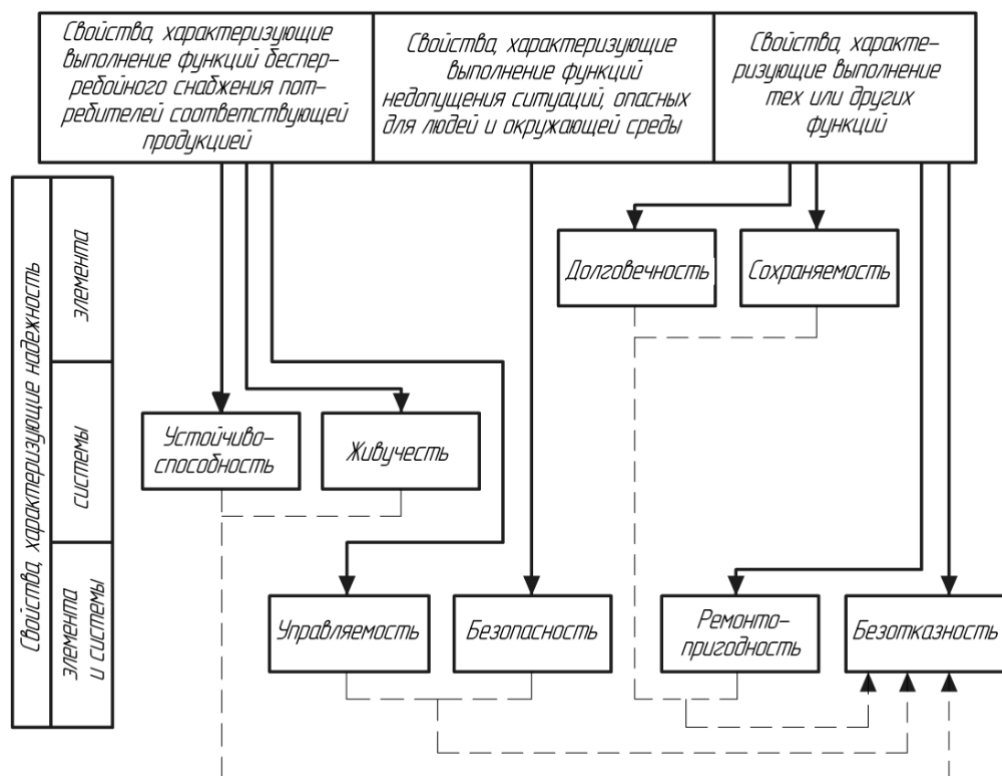 Свойства, характеризующие
выполнение функций беспер-
ребойного снабжения пот-
ребителей соответствующей
продукцией
Свойства, характеризующие
выполнение функций
недопущения ситуаций, опасных
для людей и окружающей среды
Свойства, характе-
ризующие выполнение
тех или других
функций
Свойства, характеризующие надежность
элемента
системы
элемента
и системы
Долговечность
Сохраняемость
Устойчиво-
способность
Живучесть
Управляемость
Безопасность
Ремонто-
пригодность
Безотказность